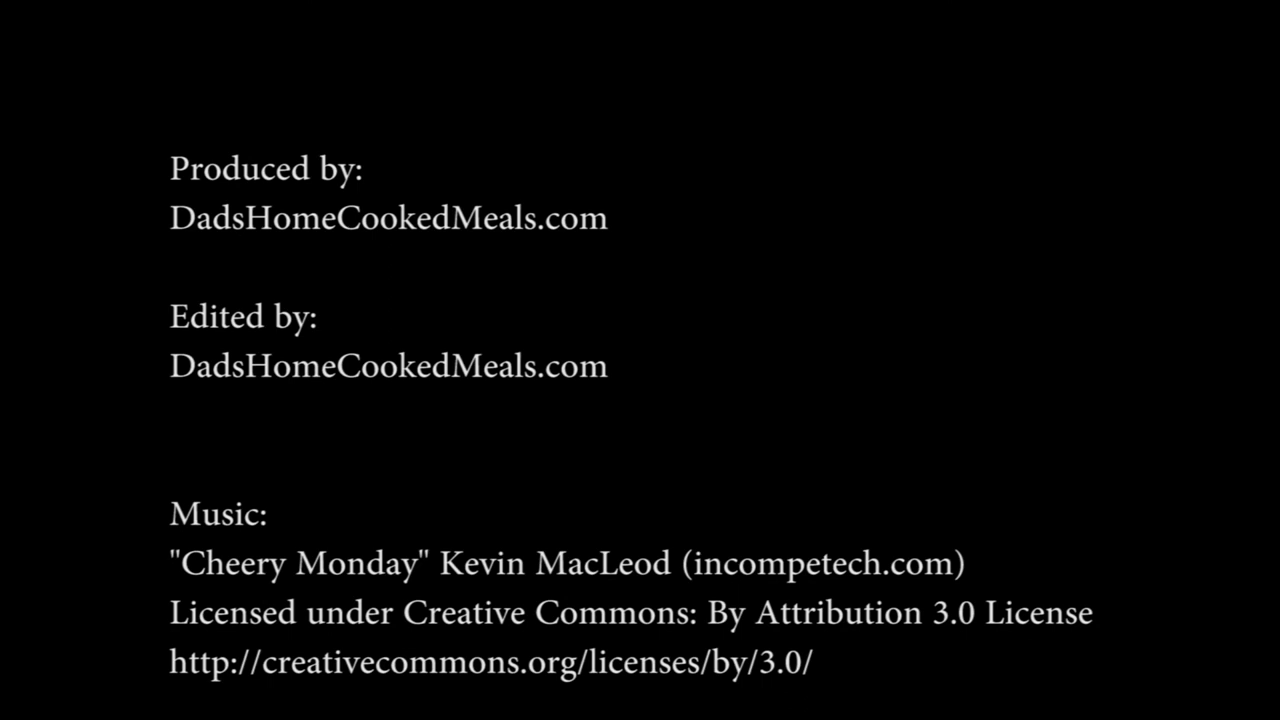 Produced by:
DadsHomeCookedMeals.com
Edited by:
DadsHomeCookedMeals.com
Music:
"Cheery Monday" Kevin MacLeod (incompetech.com)
Licensed under Creative Commons: By Attribution 3.0 License
http://creativecommons.org/licenses/by/3.0/